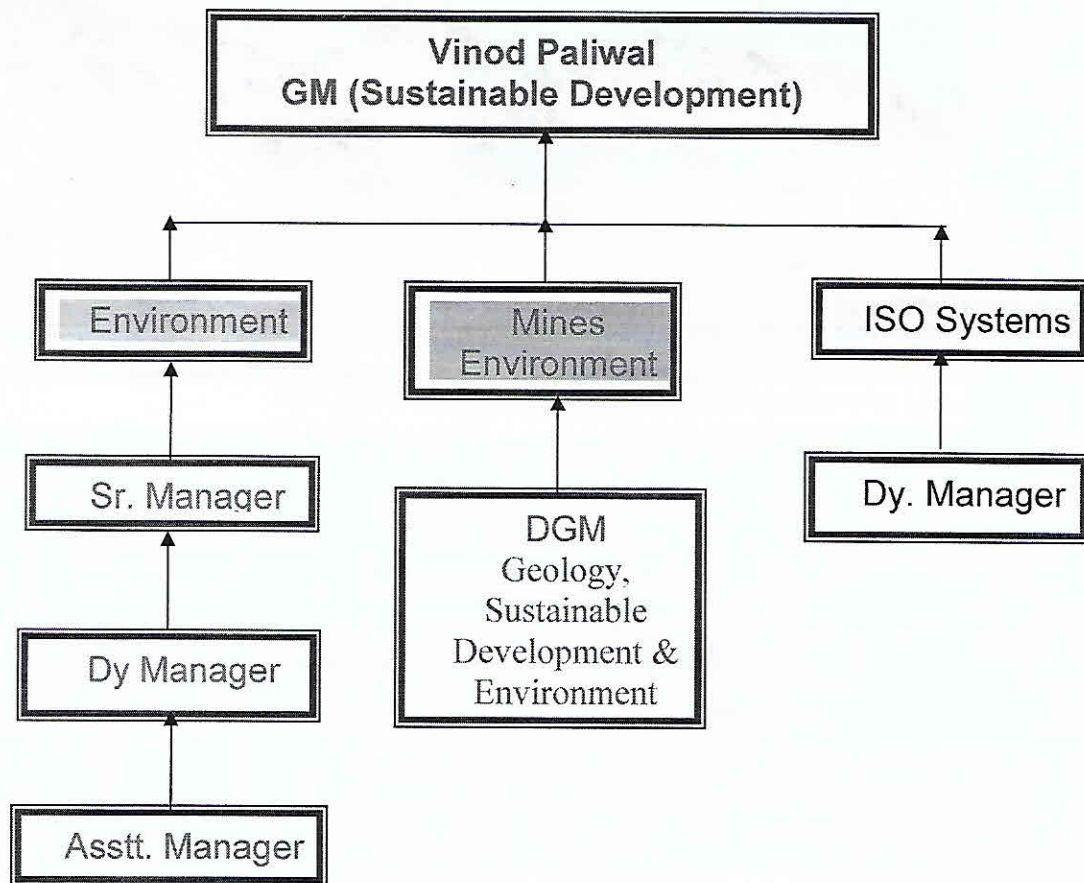 Vinod Paliwal
GM (Sustainable Development)
Environment
Mines
Environment
ISO Systems
Sr. Manager
DGM
Geology,
Sustainable
Development &
Environment
Dy. Manager
Dy Manager
Asstt. Manager